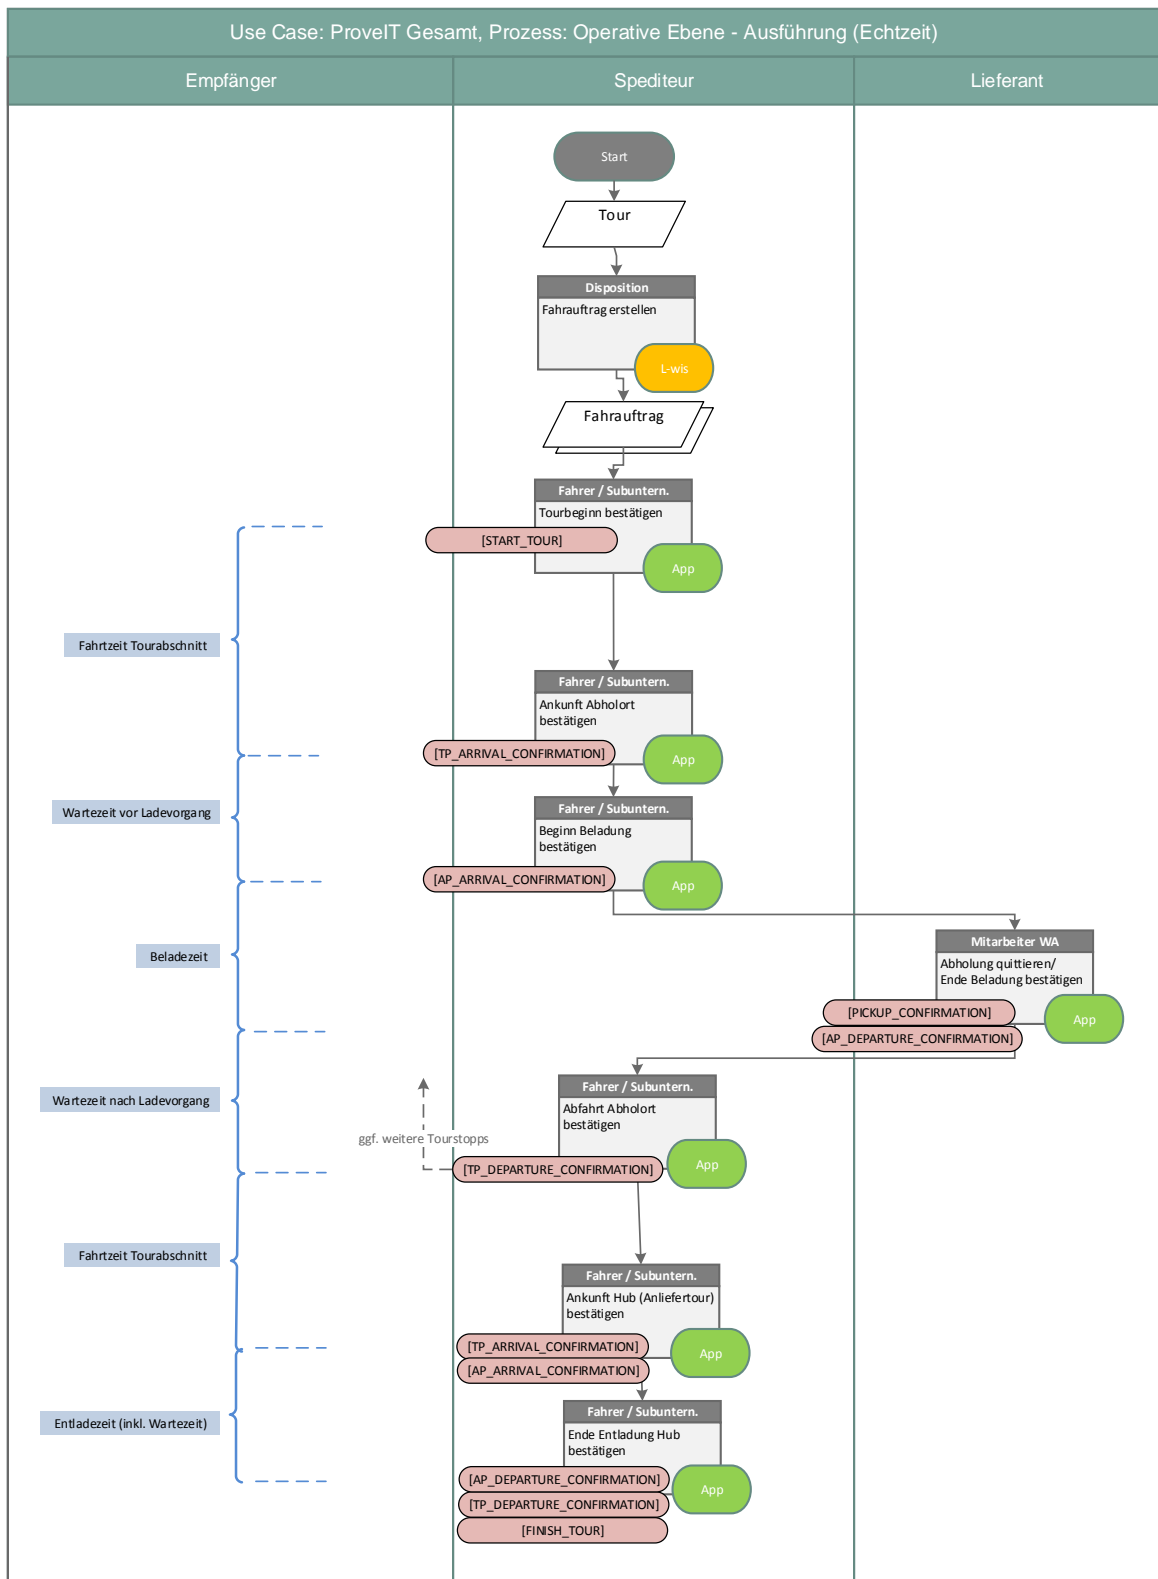 Use Case: ProveIT Gesamt, Prozess: Operative Ebene - Ausführung (Echtzeit)
Empfänger
Spediteur
Lieferant
Start
Tour
Disposition
Fahrauftrag erstellen
L-wis
Fahrauftrag
Fahrer / Subuntern.
Tourbeginn bestätigen
[START_TOUR]
App
Fahrtzeit Tourabschnitt
Fahrer / Subuntern.
Ankunft Abholort
bestätigen
[TP_ARRIVAL_CONFIRMATION]
App
Wartezeit vor Ladevorgang
Fahrer / Subuntern.
Beginn Beladung
bestätigen
[AP_ARRIVAL_CONFIRMATION]
App
Beladezeit
Mitarbeiter WA
Abholung quittieren/
Ende Beladung bestätigen
[PICKUP_CONFIRMATION]
App
[AP_DEPARTURE_CONFIRMATION]
Wartezeit nach Ladevorgang
Fahrer / Subuntern.
Abfahrt Abholort
bestätigen
ggf. weitere Tourstopps
[TP_DEPARTURE_CONFIRMATION]
App
Fahrtzeit Tourabschnitt
Fahrer / Subuntern.
Ankunft Hub (Anliefertour)
bestätigen
[TP_ARRIVAL_CONFIRMATION]
App
[AP_ARRIVAL_CONFIRMATION]
Entladezeit (inkl. Wartezeit)
Fahrer / Subuntern.
Ende Entladung Hub
bestätigen
[AP_DEPARTURE_CONFIRMATION]
App
[TP_DEPARTURE_CONFIRMATION]
[FINISH_TOUR]